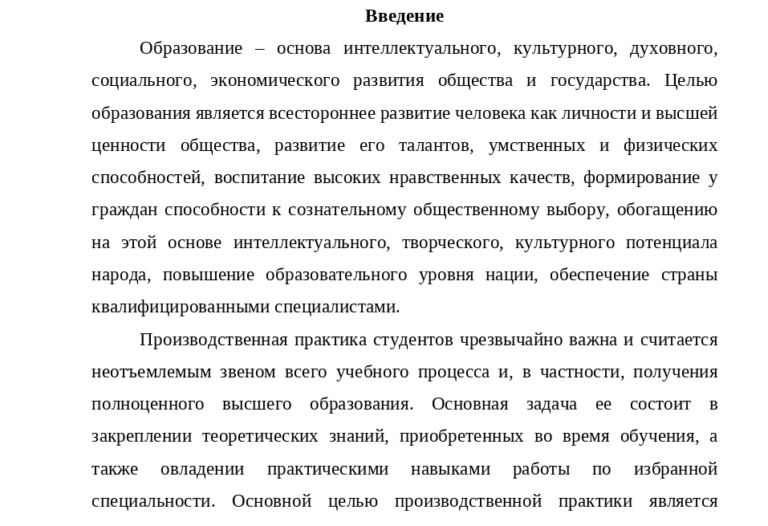 Введение
Образование – основа интеллектуального, культурного, духовного,
социального, экономического развития общества и государства. Целью
образования является всестороннее развитие человека как личности и высшей
ценности общества, развитие его талантов, умственных и физических
способностей, воспитание высоких нравственных качеств, формирование у
граждан способности к сознательному общественному выбору, обогащению
на этой основе интеллектуального, творческого, культурного потенциала
народа, повышение образовательного уровня нации, обеспечение страны
квалифицированными специалистами.
Производственная практика студентов чрезвычайно важна и считается
неотъемлемым звеном всего учебного процесса и, в частности, получения
полноценного высшего образования. Основная задача ее состоит в
закреплении теоретических знаний, приобретенных во время обучения, а
также овладении практическими навыками работы по избранной
специальности. Основной целью производственной практики является